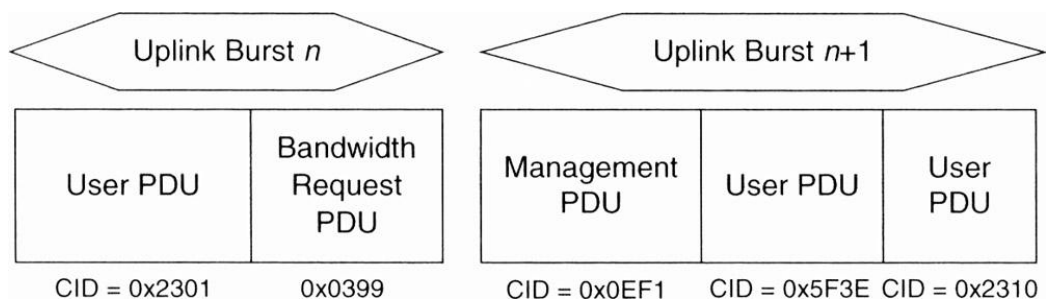 Uplink Burst n
Uplink Burst n+1
User PDU
Bandwidth
Request
PDU
Management
PDU
User PDU
User
PDU
CID = 0x2301
0x0399
CID = 0x0EF1
CID = 0x5F3E
CID = 0x2310